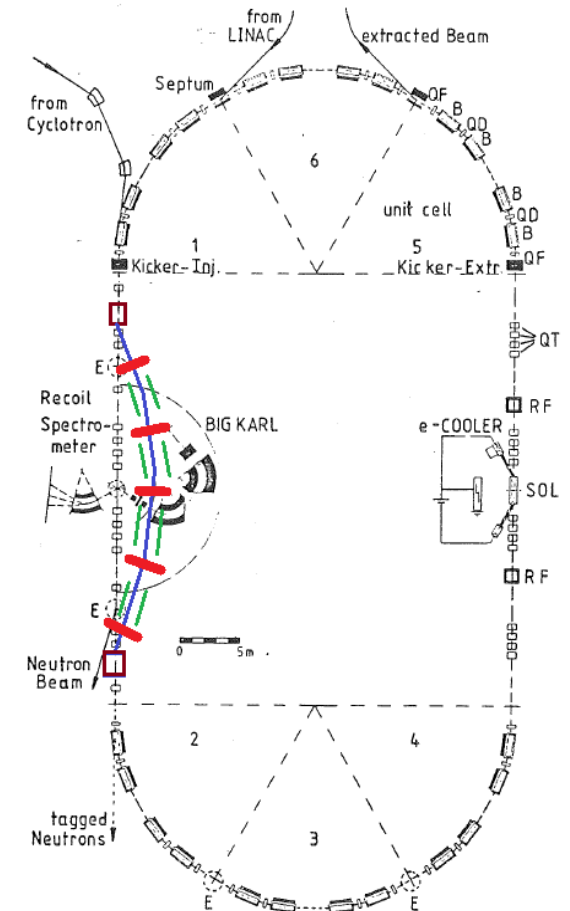 from
LINAC
extracted Beam
Septum
QF
from
Cyclotron
B
QD
B
6
unit cell
B
QD
B
1
5
QF
Kicker-Inj.
Kicker-Extr.
E
QT
Recoil
Spectro-
meter
BIG KARL
RF
e-COOLER
SOL
RF
E
0 5m
Neutron
Beam
2
4
tagged
Neutrons
3
E
E